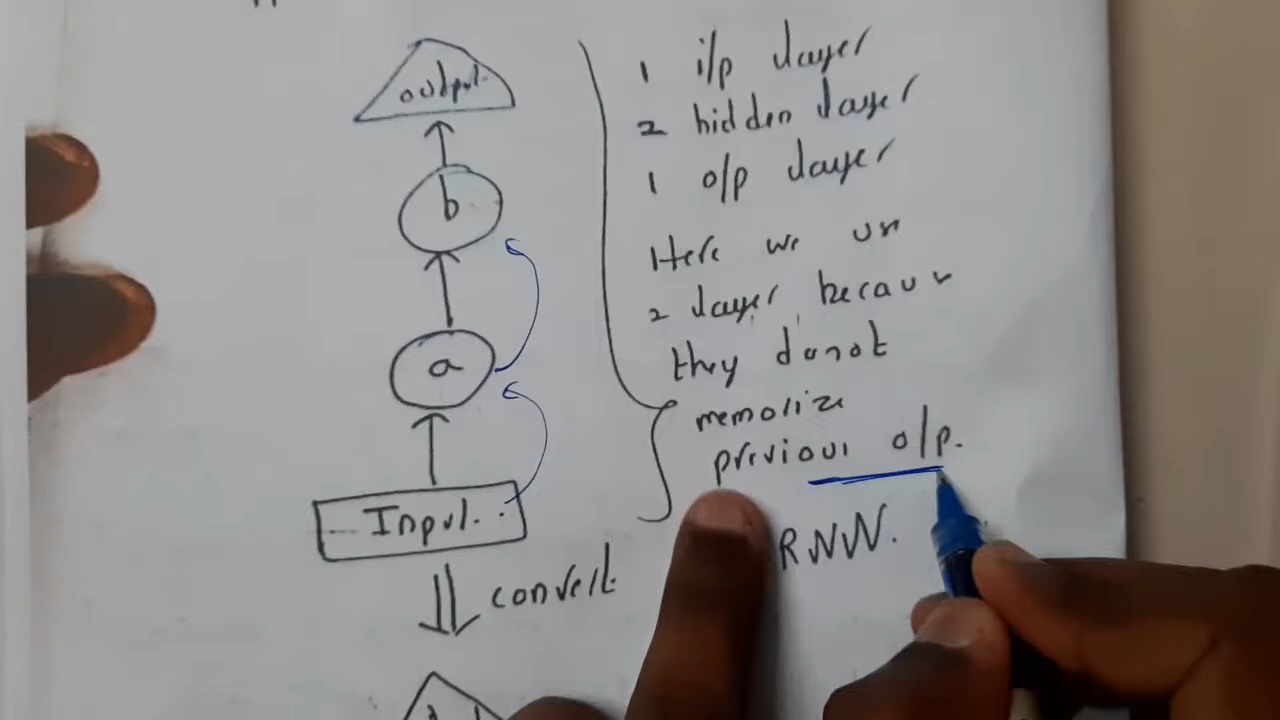 output.
b
a
Input.
convert
1 i/p layer
2 hidden layer
1 o/p layer
Here we use
2 layer because
they donot
memorize
previous o/p.
RNN.